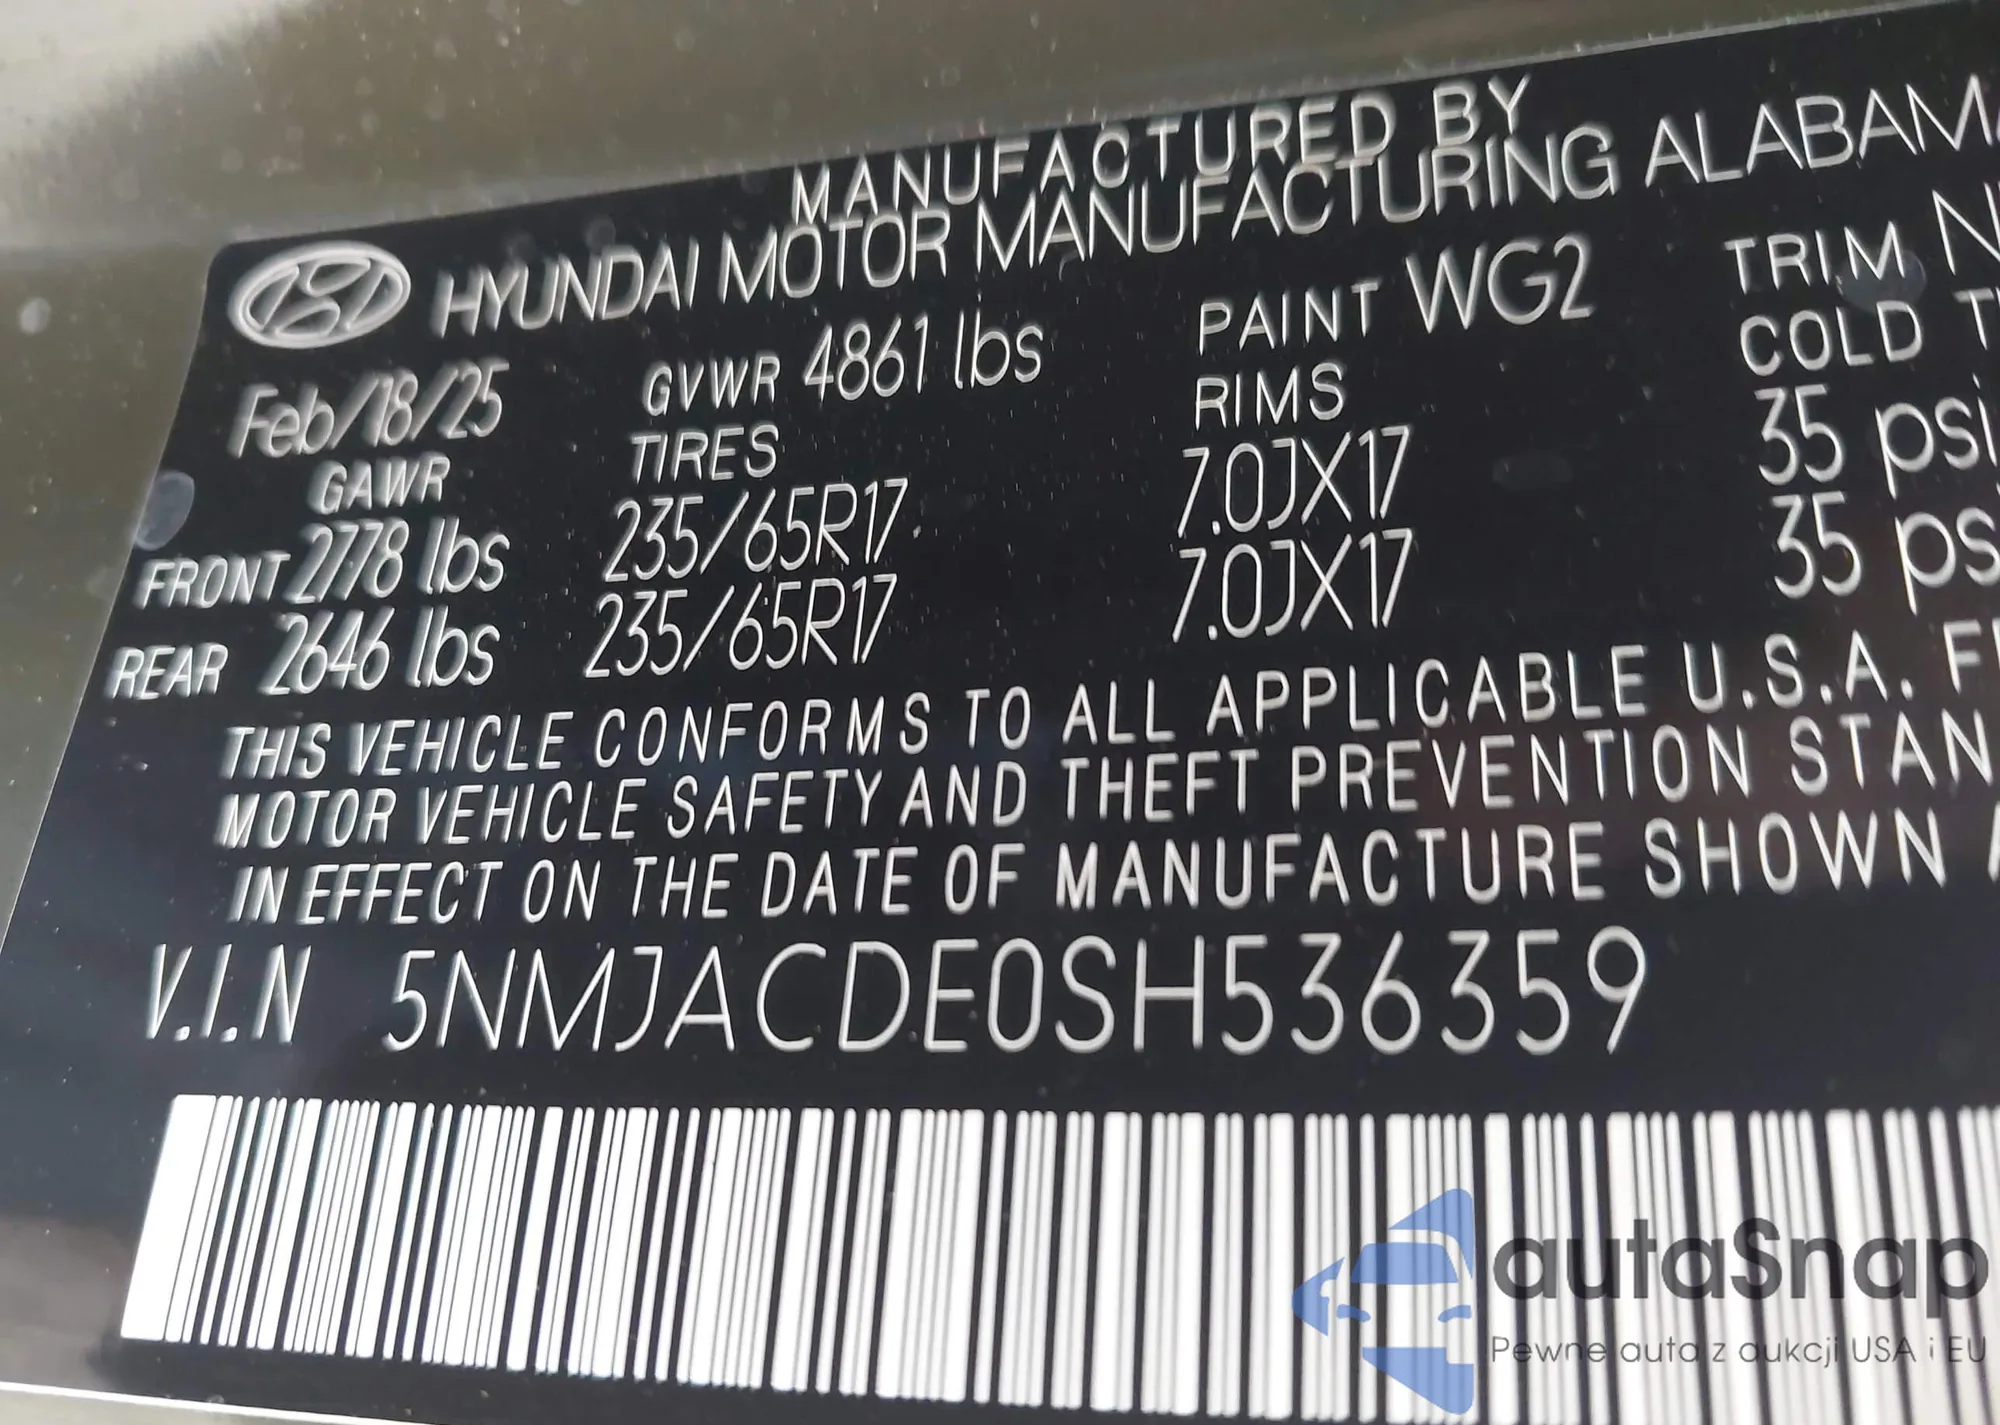 MANUFACTURED BY
HYUNDAI MOTOR MANUFACTURING ALABAMA
Feb/18/25 GVWR 4861 lbs PAINT WG2 TRIM
GAWR TIRES RIMS COLD
FRONT 2778 lbs 235/65R17 7.0JX17 35 psi
REAR 2646 lbs 235/65R17 7.0JX17 35 psi
THIS VEHICLE CONFORMS TO ALL APPLICABLE U.S.A.
MOTOR VEHICLE SAFETY AND THEFT PREVENTION STAN
IN EFFECT ON THE DATE OF MANUFACTURE SHOWN
V.I.N 5NMJACDE0SH536359
autaSnap
Pewne auta z aukcji USA i EU